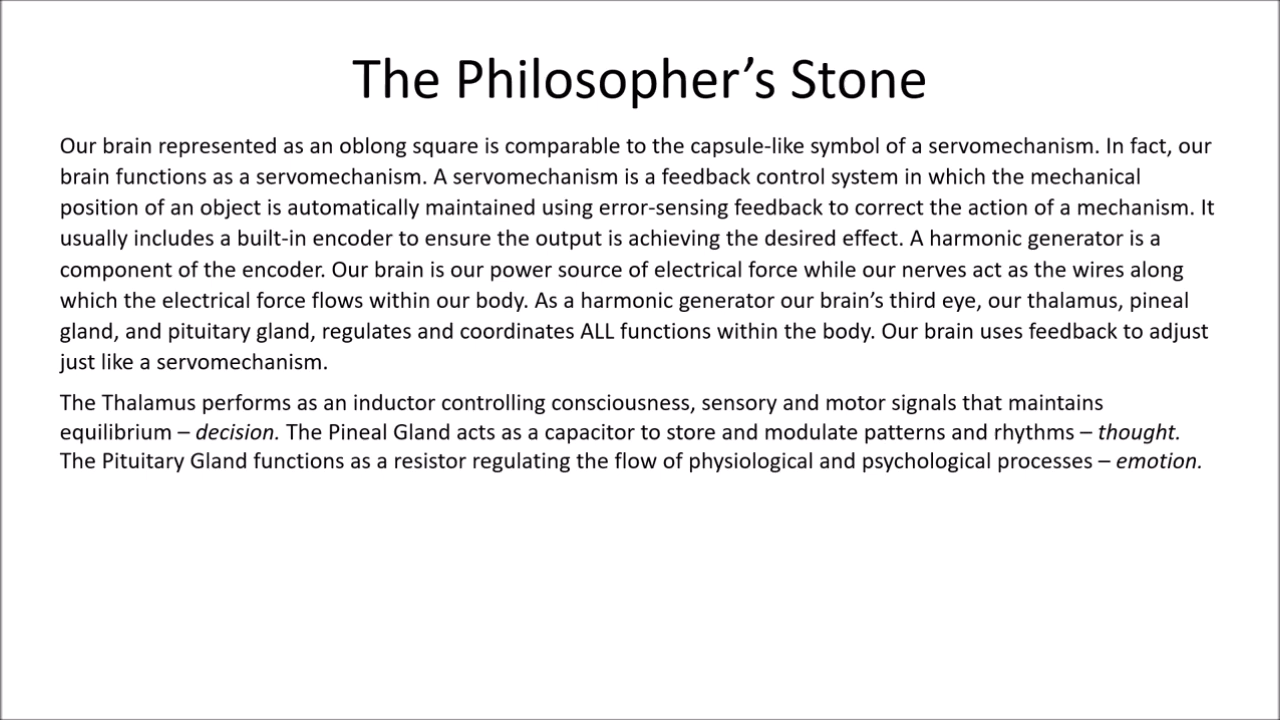 The Philosopher’s Stone
Our brain represented as an oblong square is comparable to the capsule-like symbol of a servomechanism. In fact, our
brain functions as a servomechanism. A servomechanism is a feedback control system in which the mechanical
position of an object is automatically maintained using error-sensing feedback to correct the action of a mechanism. It
usually includes a built-in encoder to ensure the output is achieving the desired effect. A harmonic generator is a
component of the encoder. Our brain is our power source of electrical force while our nerves act as the wires along
which the electrical force flows within our body. As a harmonic generator our brain’s third eye, our thalamus, pineal
gland, and pituitary gland, regulates and coordinates ALL functions within the body. Our brain uses feedback to adjust
just like a servomechanism.
The Thalamus performs as an inductor controlling consciousness, sensory and motor signals that maintains
equilibrium – decision. The Pineal Gland acts as a capacitor to store and modulate patterns and rhythms – thought.
The Pituitary Gland functions as a resistor regulating the flow of physiological and psychological processes – emotion.